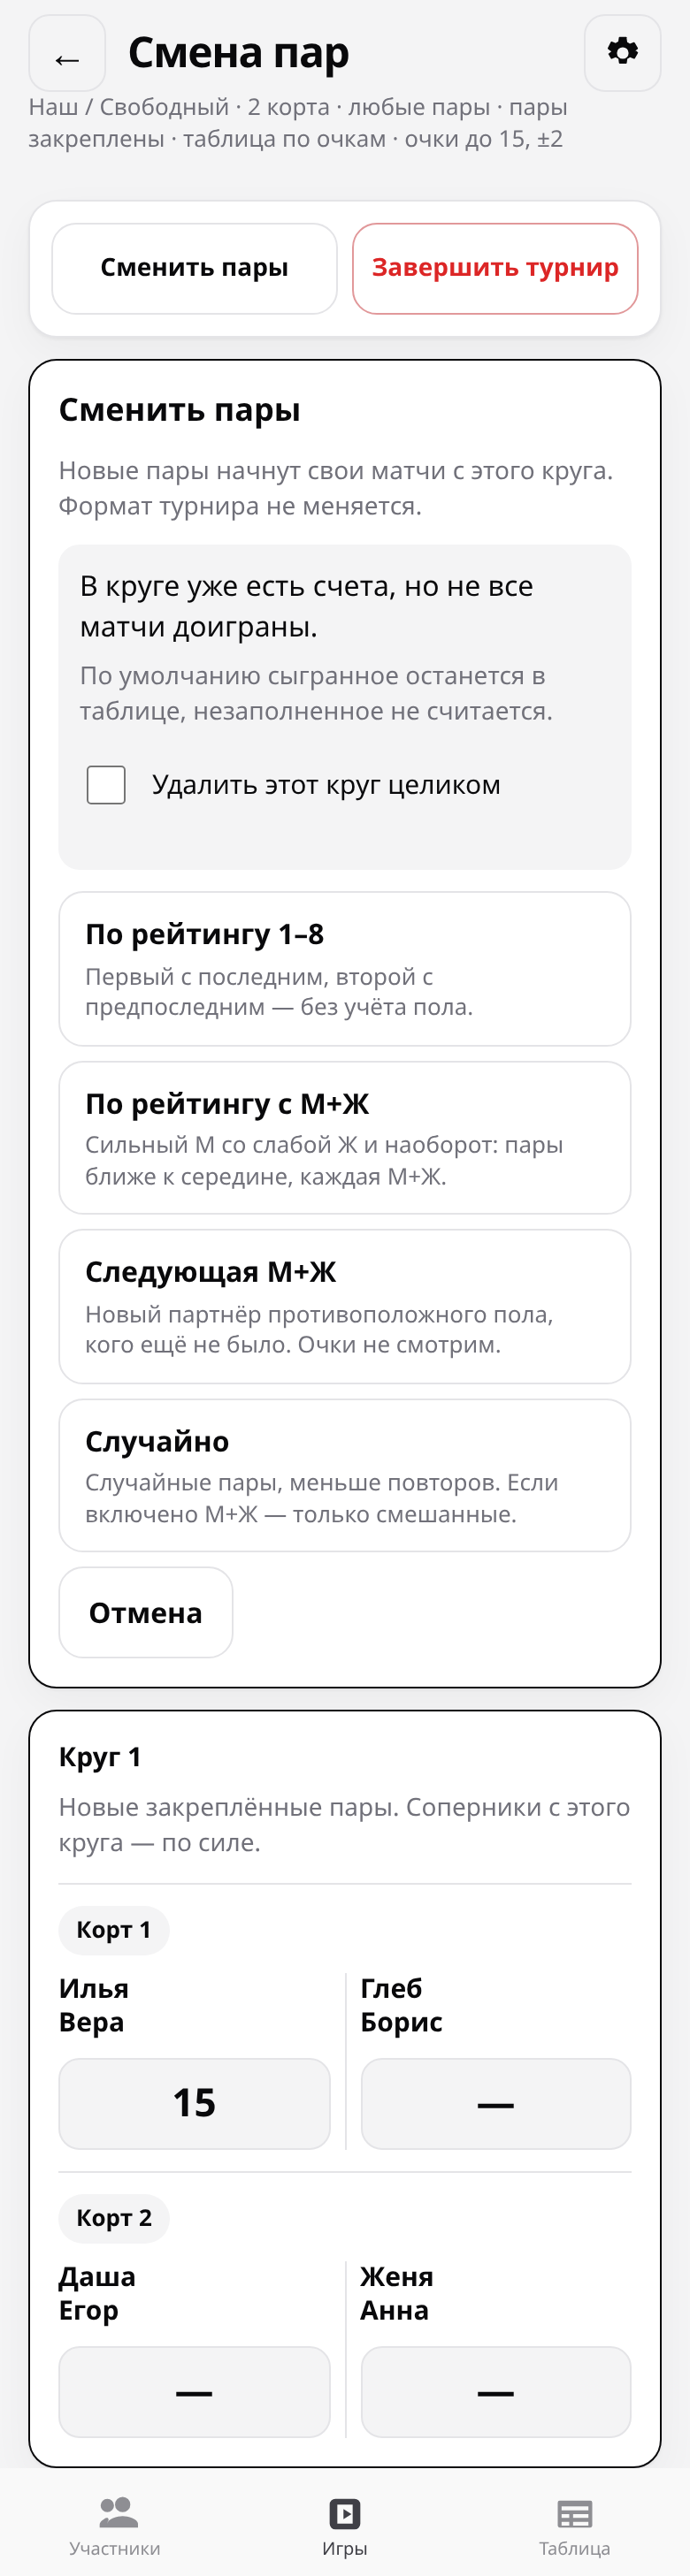 ← Смена пар
Наш / Свободный · 2 корта · любые пары · пары
закреплены · таблица по очкам · очки до 15, ±2
Сменить пары
Завершить турнир
Сменить пары
Новые пары начнут свои матчи с этого круга.
Формат турнира не меняется.
В круге уже есть счета, но не все
матчи доиграны.
По умолчанию сыгранное останется в
таблице, незаполненное не считается.
Удалить этот круг целиком
По рейтингу 1–8
Первый с последним, второй с
предпоследним — без учёта пола.
По рейтингу с М+Ж
Сильный М со слабой Ж и наоборот: пары
ближе к середине, каждая М+Ж.
Следующая М+Ж
Новый партнёр противоположного пола,
кого ещё не было. Очки не смотрим.
Случайно
Случайные пары, меньше повторов. Если
включено М+Ж — только смешанные.
Отмена
Круг 1
Новые закреплённые пары. Соперники с этого
круга — по силе.
Корт 1
Илья
Вера
Глеб
Борис
15
—
Корт 2
Даша
Егор
Женя
Анна
—
—
Участники
Игры
Таблица